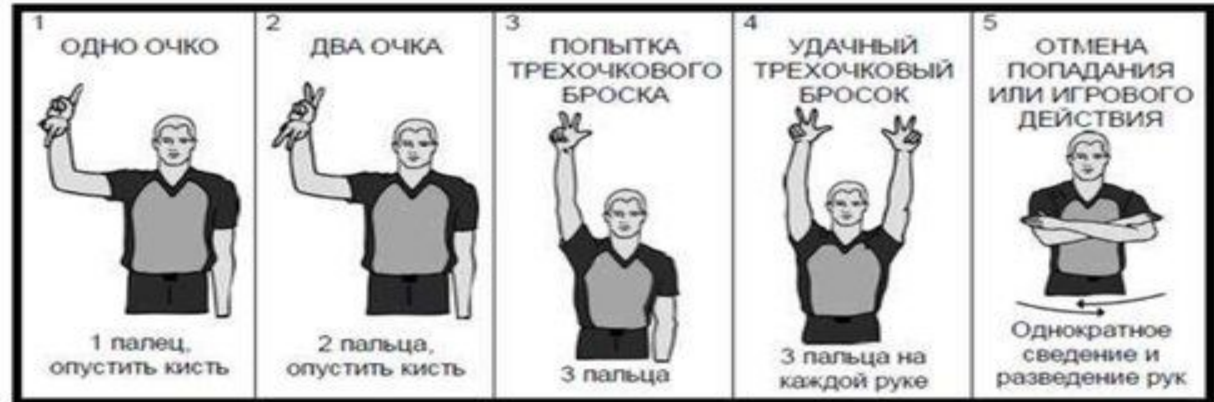 1
ОДНО ОЧКО
1 палец,
опустить кисть
2
ДВА ОЧКА
2 пальца,
опустить кисть
3
ПОПЫТКА
ТРЕХОЧКОВОГО
БРОСКА
3 пальца
4
УДАЧНЫЙ
ТРЕХОЧКОВЫЙ
БРОСОК
3 пальца на
каждой руке
5
ОТМЕНА
ПОПАДАНИЯ
ИЛИ ИГРОВОГО
ДЕЙСТВИЯ
Однократное
сведение и
разведение рук